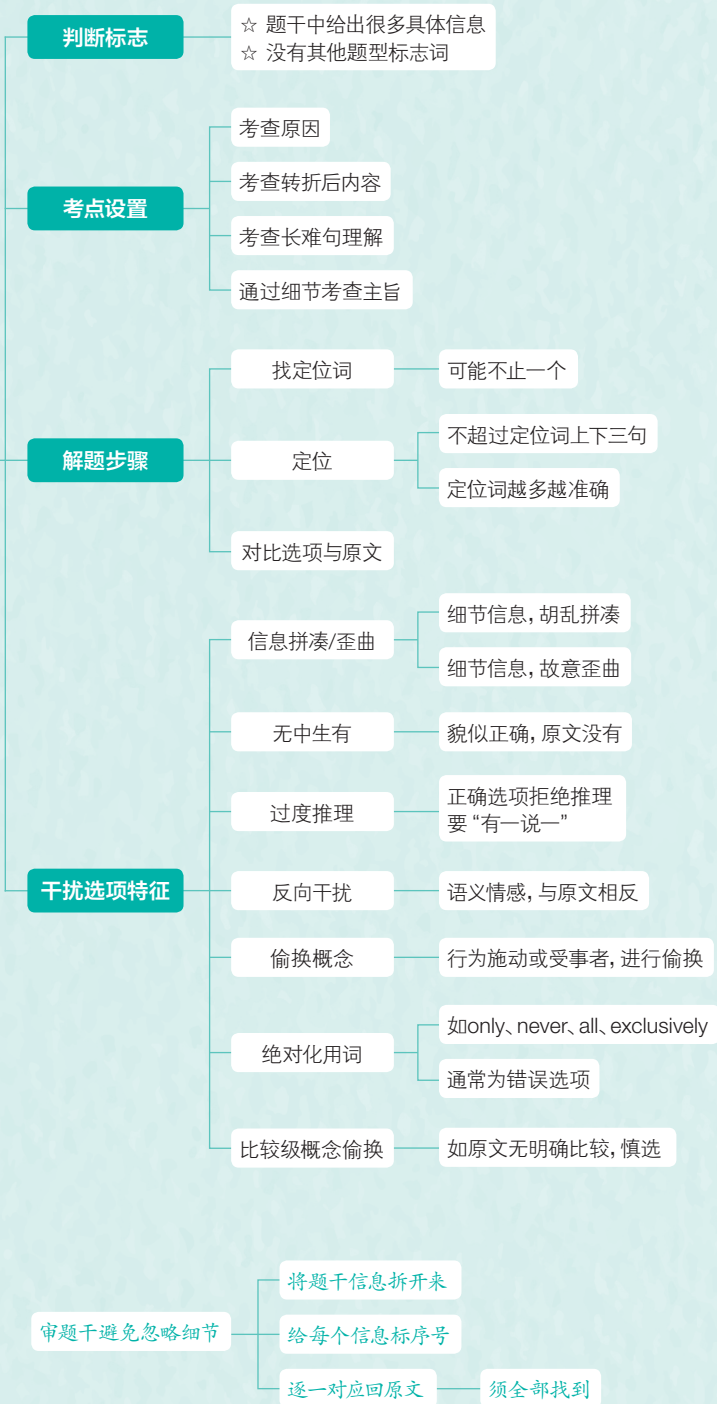 判断标志
☆ 题干中给出很多具体信息
☆ 没有其他题型标志词
考点设置
考查原因
考查转折后内容
考查长难句理解
通过细节考查主旨
解题步骤
找定位词
可能不止一个
定位
不超过定位词上下三句
定位词越多越准确
对比选项与原文
干扰选项特征
信息拼凑/歪曲
细节信息，胡乱拼凑
细节信息，故意歪曲
无中生有
貌似正确，原文没有
过度推理
正确选项拒绝推理
要“有一说一”
反向干扰
语义情感，与原文相反
偷换概念
行为施动或受事者，进行偷换
绝对化用词
如only、never、all、exclusively
通常为错误选项
比较级概念偷换
如原文无明确比较，慎选
审题干避免忽略细节
将题干信息拆开来
给每个信息标序号
逐一对应回原文
须全部找到